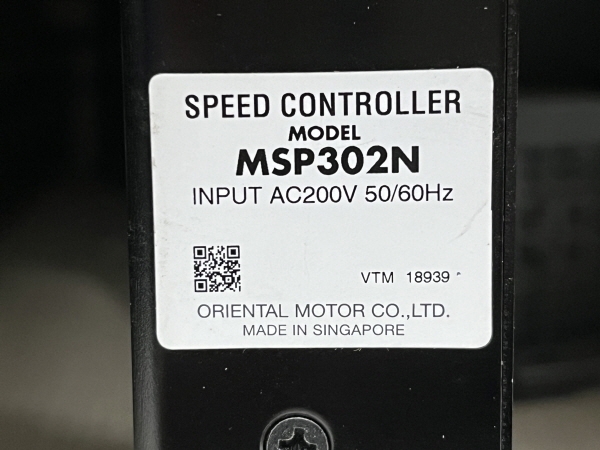 SPEED CONTROLLER
MODEL
MSP302N
INPUT AC200V 50/60Hz
VTM 18939
ORIENTAL MOTOR CO.,LTD.
MADE IN SINGAPORE